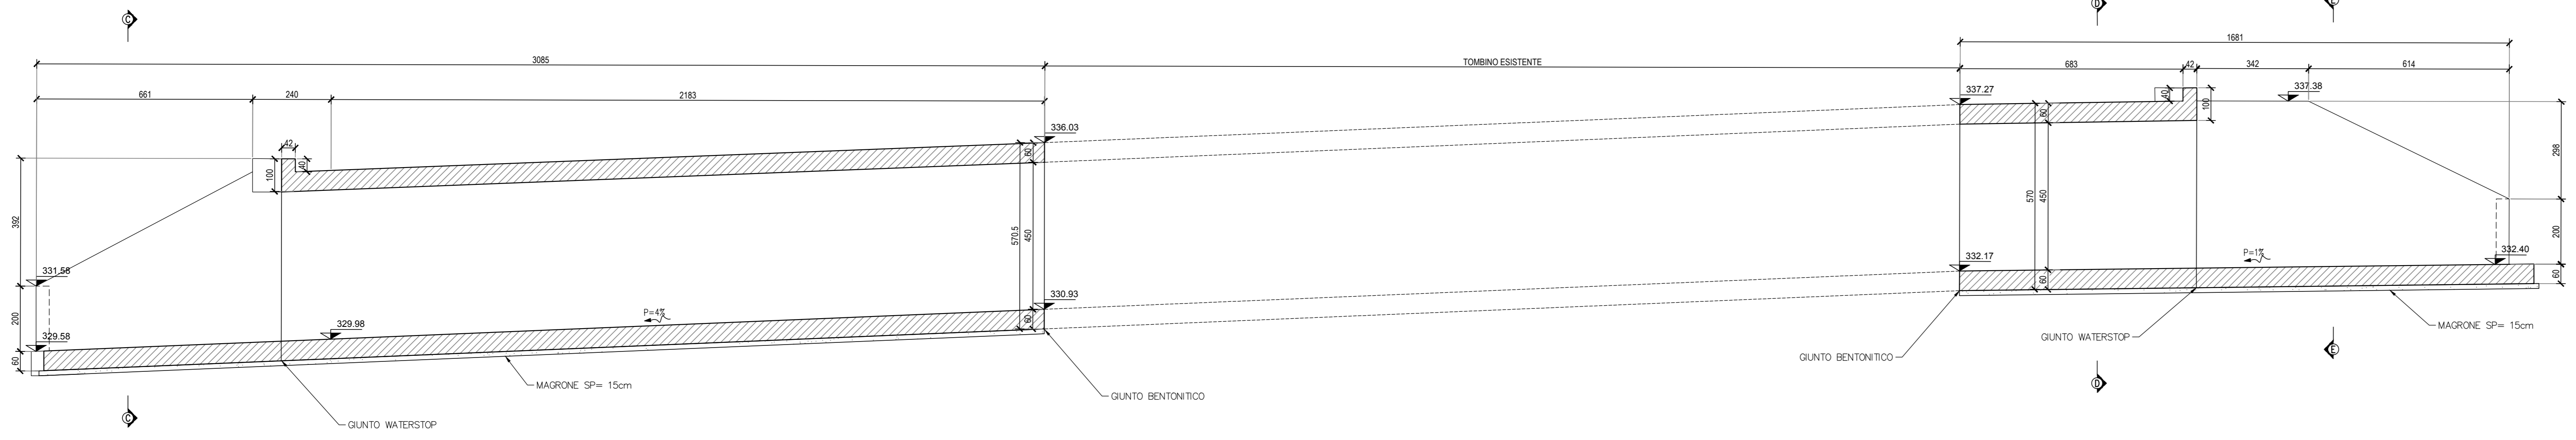 C
D
E
3085
TOMBINO ESISTENTE
1681
661
240
2183
683
42
342
614
337.27
40
337.38
100
60
336.03
42
40
60
100
298
392
570.5
450
570
450
331.58
330.93
332.17
P=1%
332.40
200
200
P=4%
329.98
60
60
60
329.58
60
MAGRONE SP= 15cm
GIUNTO WATERSTOP
GIUNTO BENTONITICO
E
MAGRONE SP= 15cm
D
GIUNTO BENTONITICO
C
GIUNTO WATERSTOP